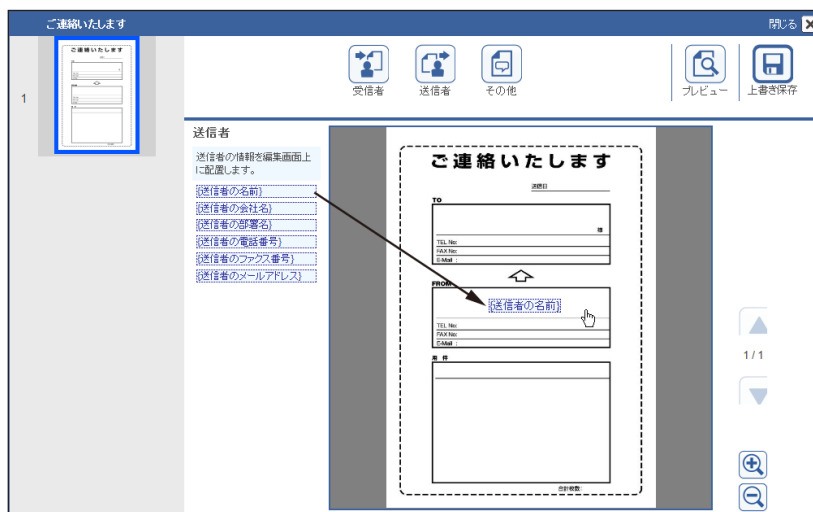 ご連絡いたします
閉じる
1
受信者
送信者
その他
プレビュー
上書き保存
送信者
送信者の情報を編集画面上
に配置します。
{送信者の名前}
{送信者の会社名}
{送信者の部署名}
{送信者の電話番号}
{送信者のファクス番号}
{送信者のメールアドレス}
ご連絡いたします
送信日
TO
様
TEL No:
FAX No:
E-Mail :
FROM
{送信者の名前}
TEL No:
FAX No:
E-Mail :
用 件
合計枚数:
1 / 1